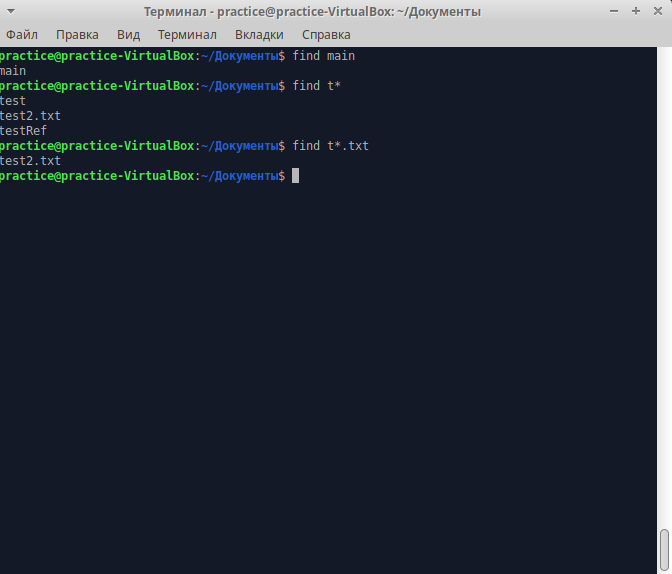 Терминал - practice@practice-VirtualBox: ~/Документы
Файл Правка Вид Терминал Вкладки Справка
practice@practice-VirtualBox:~/Документы$ find main
main
practice@practice-VirtualBox:~/Документы$ find t*
test
test2.txt
testRef
practice@practice-VirtualBox:~/Документы$ find t*.txt
test2.txt
practice@practice-VirtualBox:~/Документы$